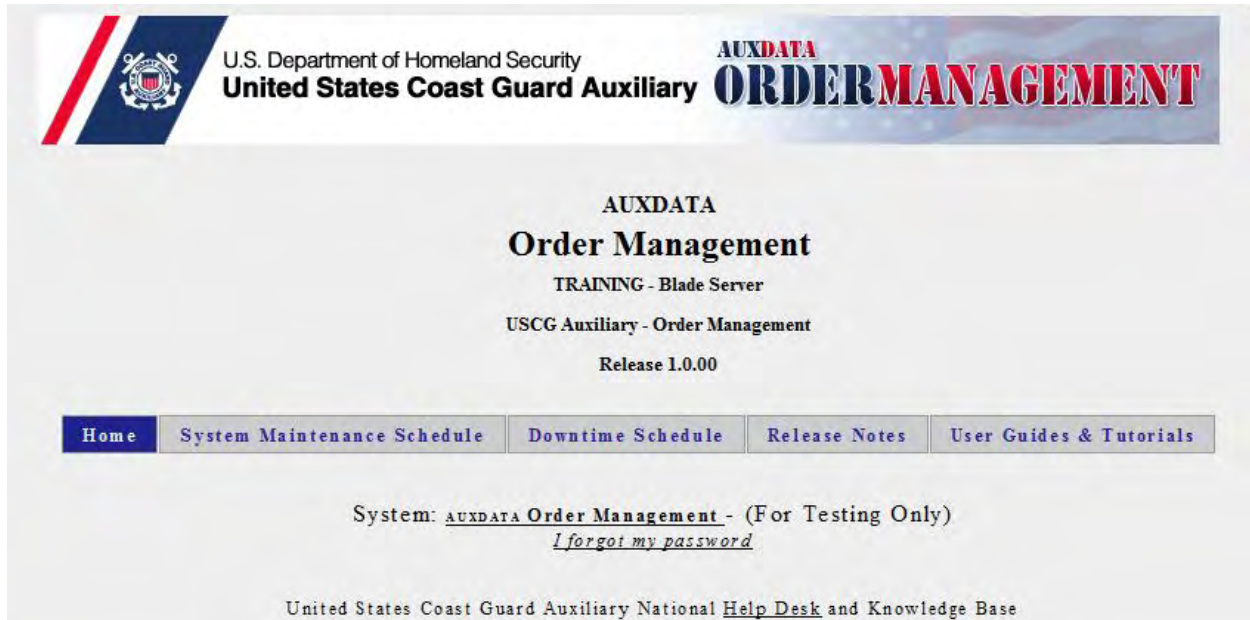 U.S. Department of Homeland Security
United States Coast Guard Auxiliary
AUXDATA
ORDERMANAGEMENT
AUXDATA
Order Management
TRAINING - Blade Server
USCG Auxiliary - Order Management
Release 1.0.00
Home System Maintenance Schedule Downtime Schedule Release Notes User Guides & Tutorials
System: AUXDATA Order Management - (For Testing Only)
I forgot my password
United States Coast Guard Auxiliary National Help Desk and Knowledge Base